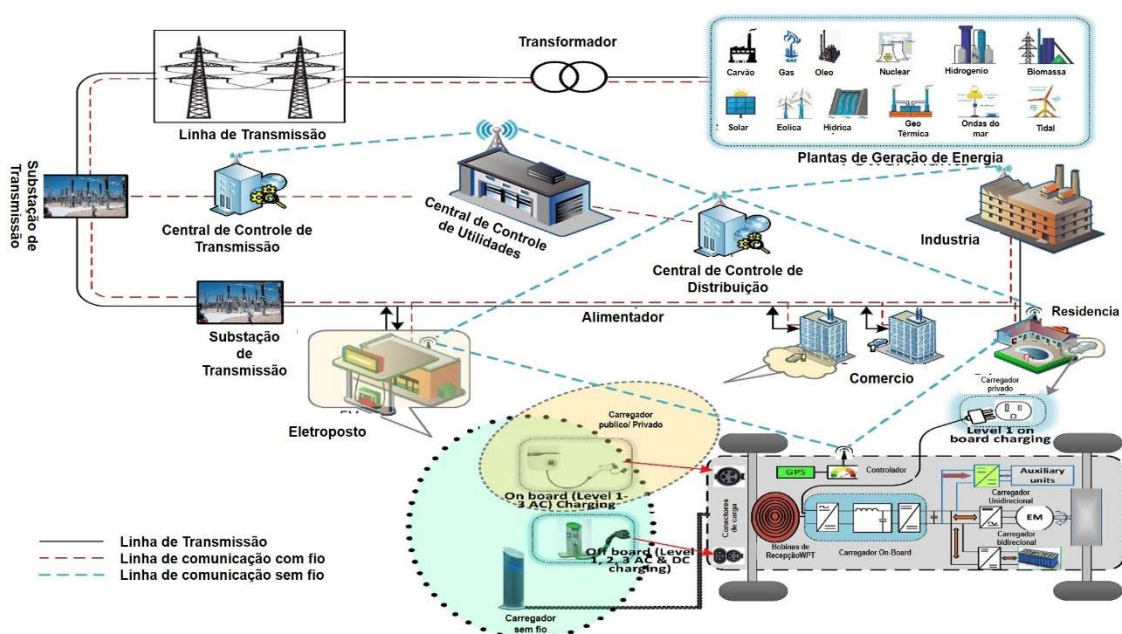 Transformador
Carvão
Gas
Oleo
Nuclear
Hidrogenio
Biomassa
Solar
Eolica
Hidrica
Geo
Térmica
Ondas do
mar
Tidal
Plantas de Geração de Energia
Linha de Transmissão
Substação de
Transmissão
Central de Controle de
Transmissão
Central de Controle
de Utilidades
Central de Controle de
Distribuição
Industria
Substação
de
Transmissão
Alimentador
Comercio
Residencia
Eletroposto
Carregador
publico/ Privado
Carregador
privado
Level 1 on
board charging
On board (Level 1-
3 AC) Charging
Off board (Level
1, 2, 3 AC & DC
charging)
Carregador
sem fio
Conectores
de carga
GPS
Controlador
Bobinas de
RecepçãoWPT
Carregador On-Board
Auxiliary
units
Carregador
Unidirecional
EM
Carregador
bidirecional
Linha de Transmissão
Linha de comunicação com fio
Linha de comunicação sem fio